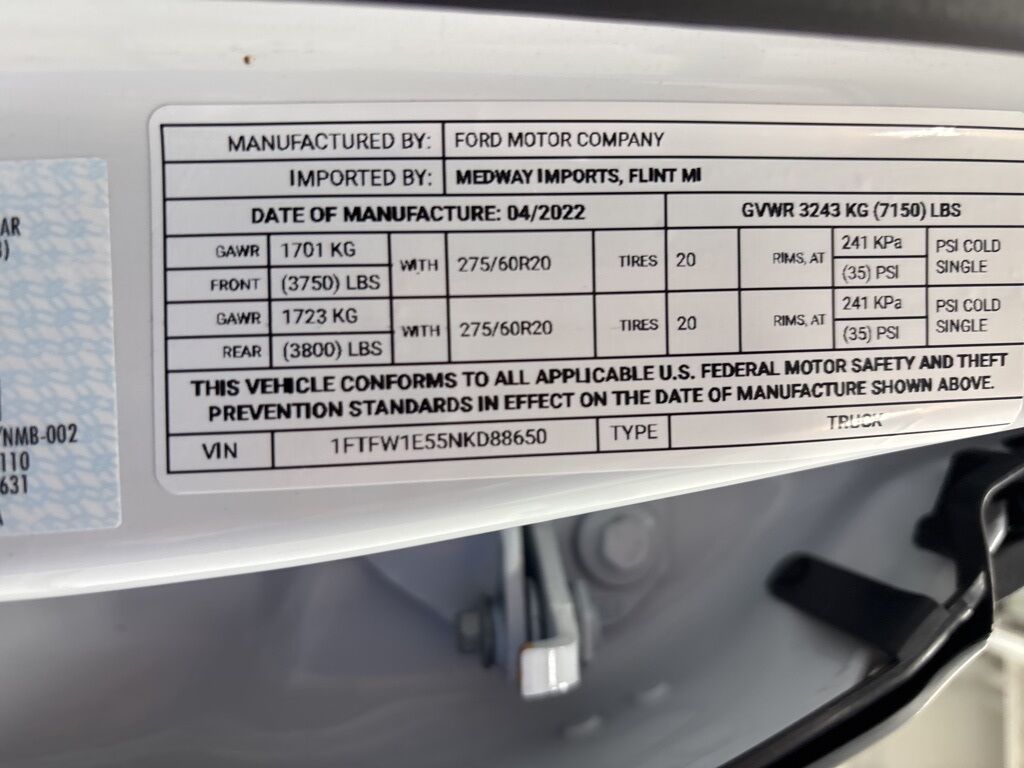 MANUFACTURED BY: FORD MOTOR COMPANY
IMPORTED BY: MEDWAY IMPORTS, FLINT MI
DATE OF MANUFACTURE: 04/2022 GVWR 3243 KG (7150) LBS
GAWR FRONT 1701 KG (3750) LBS WITH 275/60R20 TIRES 20 RIMS, AT 241 KPa (35) PSI PSI COLD SINGLE
GAWR REAR 1723 KG (3800) LBS WITH 275/60R20 TIRES 20 RIMS, AT 241 KPa (35) PSI PSI COLD SINGLE
THIS VEHICLE CONFORMS TO ALL APPLICABLE U.S. FEDERAL MOTOR SAFETY AND THEFT
PREVENTION STANDARDS IN EFFECT ON THE DATE OF MANUFACTURE SHOWN ABOVE.
VIN 1FTFW1E55NKD88650 TYPE TRUCK
AR
/NMB-002
110
631